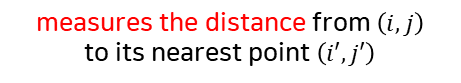 measures the distance from (i, j)
to its nearest point (i′, j′)